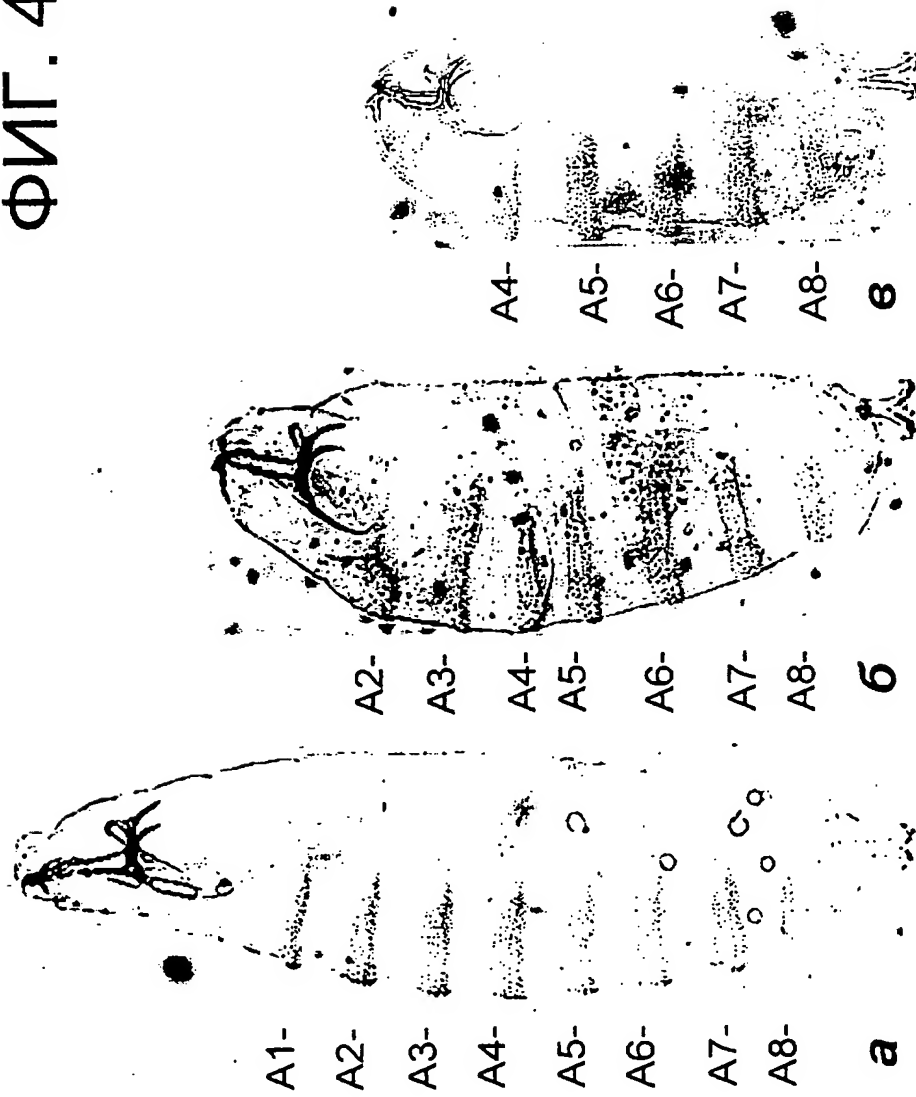 ФИГ. 4
A1-
A2-
A3-
A4-
A5-
A6-
A7-
A8-
а
A2-
A3-
A4-
A5-
A6-
A7-
A8-
б
A4-
A5-
A6-
A7-
A8-
в